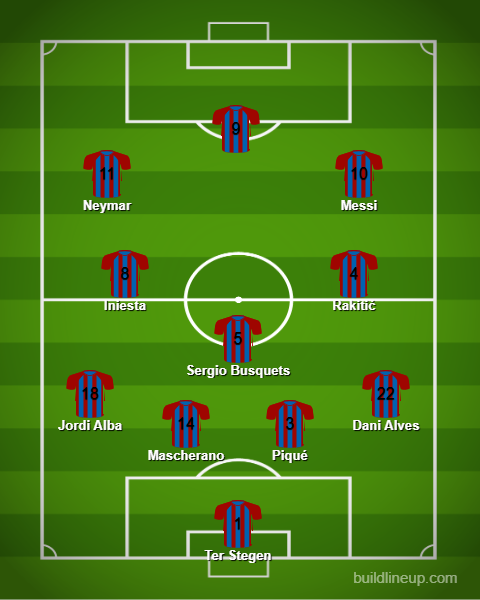 9
11
Neymar
10
Messi
8
Iniesta
4
Rakitić
5
Sergio Busquets
18
Jordi Alba
22
Dani Alves
14
Mascherano
3
Piqué
1
Ter Stegen
buildlineup.com